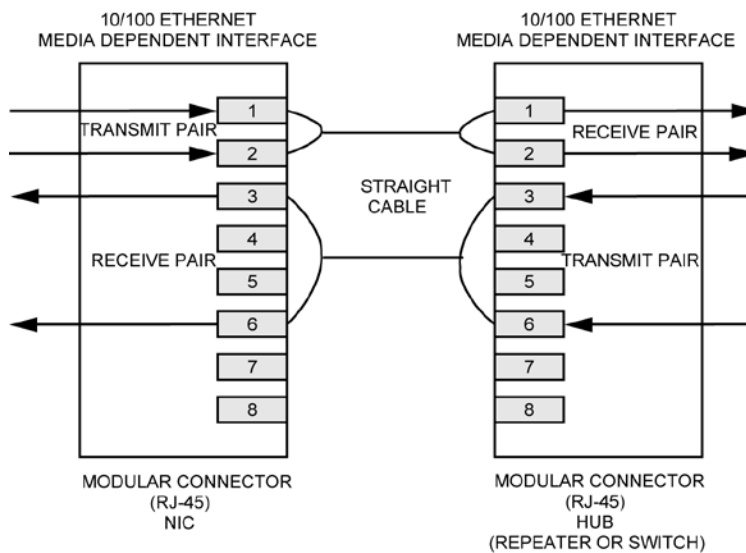 10/100 ETHERNET
MEDIA DEPENDENT INTERFACE
10/100 ETHERNET
MEDIA DEPENDENT INTERFACE
1
TRANSMIT PAIR
2
3
4
RECEIVE PAIR
5
6
7
8
STRAIGHT
CABLE
1
RECEIVE PAIR
2
3
4
TRANSMIT PAIR
5
6
7
8
MODULAR CONNECTOR
(RJ-45)
NIC
MODULAR CONNECTOR
(RJ-45)
HUB
(REPEATER OR SWITCH)